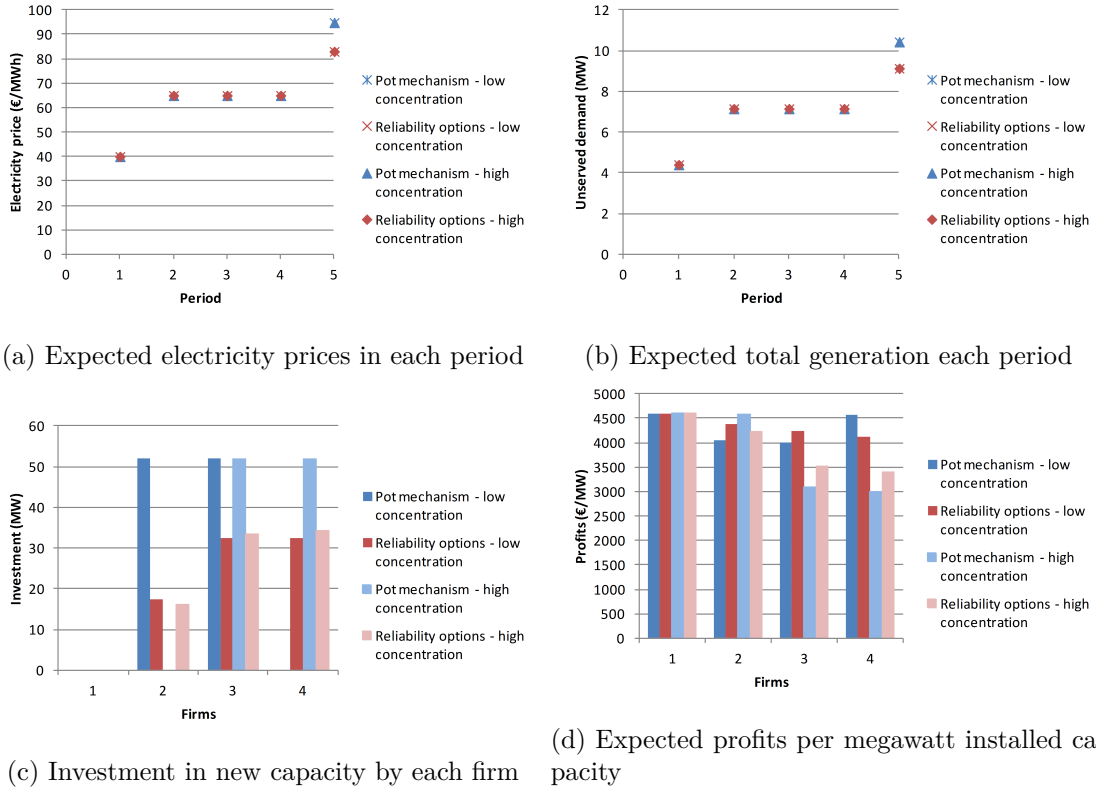 100
90
80
70
60
50
40
30
20
10
0
Electricity price (€/MWh)
0 1 2 3 4 5
Period
Pot mechanism - low
concentration
Reliability options - low
concentration
Pot mechanism - high
concentration
Reliability options - high
concentration
(a) Expected electricity prices in each period
12
10
8
6
4
2
0
Unserved demand (MW)
0 1 2 3 4 5
Period
Pot mechanism - low
concentration
Reliability options - low
concentration
Pot mechanism - high
concentration
Reliability options - high
concentration
(b) Expected total generation each period
60
50
40
30
20
10
0
Investment (MW)
1 2 3 4
Firms
Pot mechanism - low
concentration
Reliability options - low
concentration
Pot mechanism - high
concentration
Reliability options - high
concentration
(c) Investment in new capacity by each firm
5000
4500
4000
3500
3000
2500
2000
1500
1000
500
0
Profits (€/MW)
1 2 3 4
Firms
Pot mechanism - low
concentration
Reliability options - low
concentration
Pot mechanism - high
concentration
Reliability options - high
concentration
(d) Expected profits per megawatt installed ca
pacity